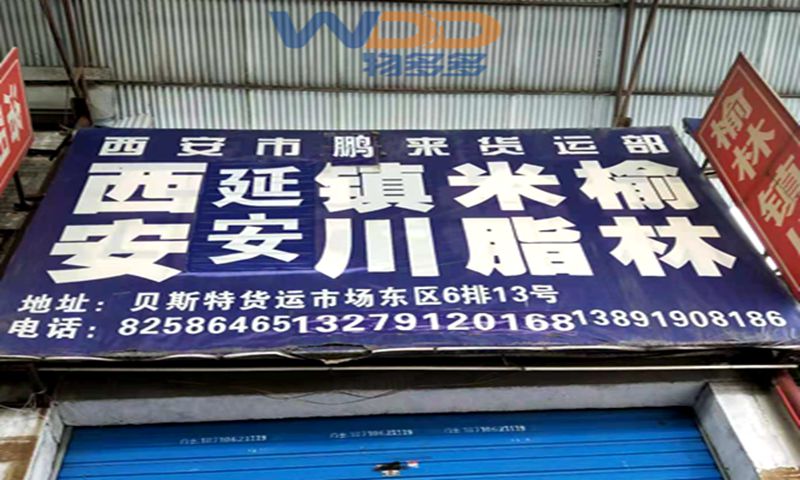 WDD
物多多
西安市鹏来货运部
西安 延安 镇川 米脂 榆林
地址：贝斯特货运市场东区6排13号
电话：82586465 13279120168 13891908186
榆林镇川